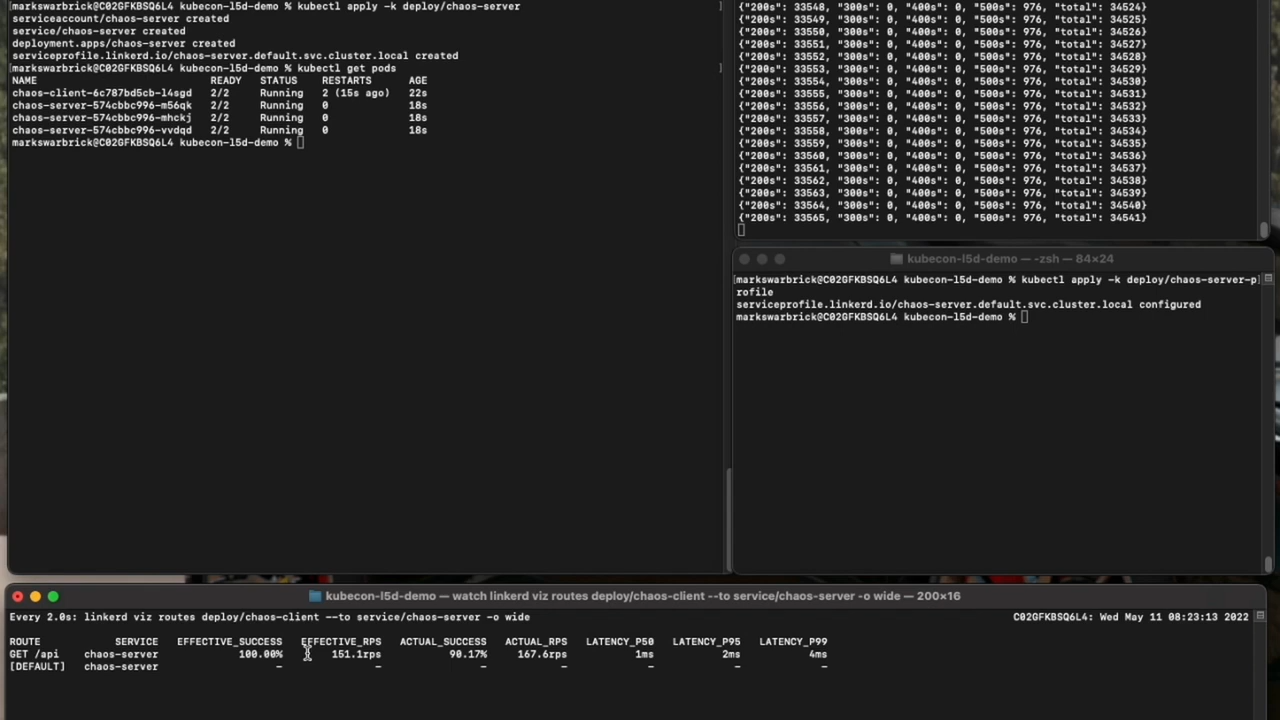 [markswarbrick@C02GFKBSQ6L4 kubecon-l5d-demo % kubectl apply -k deploy/chaos-server ]
serviceaccount/chaos-server created
service/chaos-server created
deployment.apps/chaos-server created
serviceprofile.linkerd.io/chaos-server.default.svc.cluster.local created
[markswarbrick@C02GFKBSQ6L4 kubecon-l5d-demo % kubectl get pods ]
NAME READY STATUS RESTARTS AGE
chaos-client-6c787bd5cb-l4sgd 2/2 Running 2 (15s ago) 22s
chaos-server-574cbbc996-m56qk 2/2 Running 0 18s
chaos-server-574cbbc996-mhckj 2/2 Running 0 18s
chaos-server-574cbbc996-vvdqd 2/2 Running 0 18s
markswarbrick@C02GFKBSQ6L4 kubecon-l5d-demo %
{"200s": 33548, "300s": 0, "400s": 0, "500s": 976, "total": 34524}
{"200s": 33549, "300s": 0, "400s": 0, "500s": 976, "total": 34525}
{"200s": 33550, "300s": 0, "400s": 0, "500s": 976, "total": 34526}
{"200s": 33551, "300s": 0, "400s": 0, "500s": 976, "total": 34527}
{"200s": 33552, "300s": 0, "400s": 0, "500s": 976, "total": 34528}
{"200s": 33553, "300s": 0, "400s": 0, "500s": 976, "total": 34529}
{"200s": 33554, "300s": 0, "400s": 0, "500s": 976, "total": 34530}
{"200s": 33555, "300s": 0, "400s": 0, "500s": 976, "total": 34531}
{"200s": 33556, "300s": 0, "400s": 0, "500s": 976, "total": 34532}
{"200s": 33557, "300s": 0, "400s": 0, "500s": 976, "total": 34533}
{"200s": 33558, "300s": 0, "400s": 0, "500s": 976, "total": 34534}
{"200s": 33559, "300s": 0, "400s": 0, "500s": 976, "total": 34535}
{"200s": 33560, "300s": 0, "400s": 0, "500s": 976, "total": 34536}
{"200s": 33561, "300s": 0, "400s": 0, "500s": 976, "total": 34537}
{"200s": 33562, "300s": 0, "400s": 0, "500s": 976, "total": 34538}
{"200s": 33563, "300s": 0, "400s": 0, "500s": 976, "total": 34539}
{"200s": 33564, "300s": 0, "400s": 0, "500s": 976, "total": 34540}
{"200s": 33565, "300s": 0, "400s": 0, "500s": 976, "total": 34541}
kubecon-l5d-demo — -zsh — 84×24
[markswarbrick@C02GFKBSQ6L4 kubecon-l5d-demo % kubectl apply -k deploy/chaos-server-p]
rofile
serviceprofile.linkerd.io/chaos-server.default.svc.cluster.local configured
markswarbrick@C02GFKBSQ6L4 kubecon-l5d-demo %
kubecon-l5d-demo — watch linkerd viz routes deploy/chaos-client --to service/chaos-server -o wide — 200×16
Every 2.0s: linkerd viz routes deploy/chaos-client --to service/chaos-server -o wide C02GFKBSQ6L4: Wed May 11 08:23:13 2022
ROUTE SERVICE EFFECTIVE_SUCCESS EFFECTIVE_RPS ACTUAL_SUCCESS ACTUAL_RPS LATENCY_P50 LATENCY_P95 LATENCY_P99
GET /api chaos-server 100.00% 151.1rps 90.17% 167.6rps 1ms 2ms 4ms
[DEFAULT] chaos-server - - - - - - -